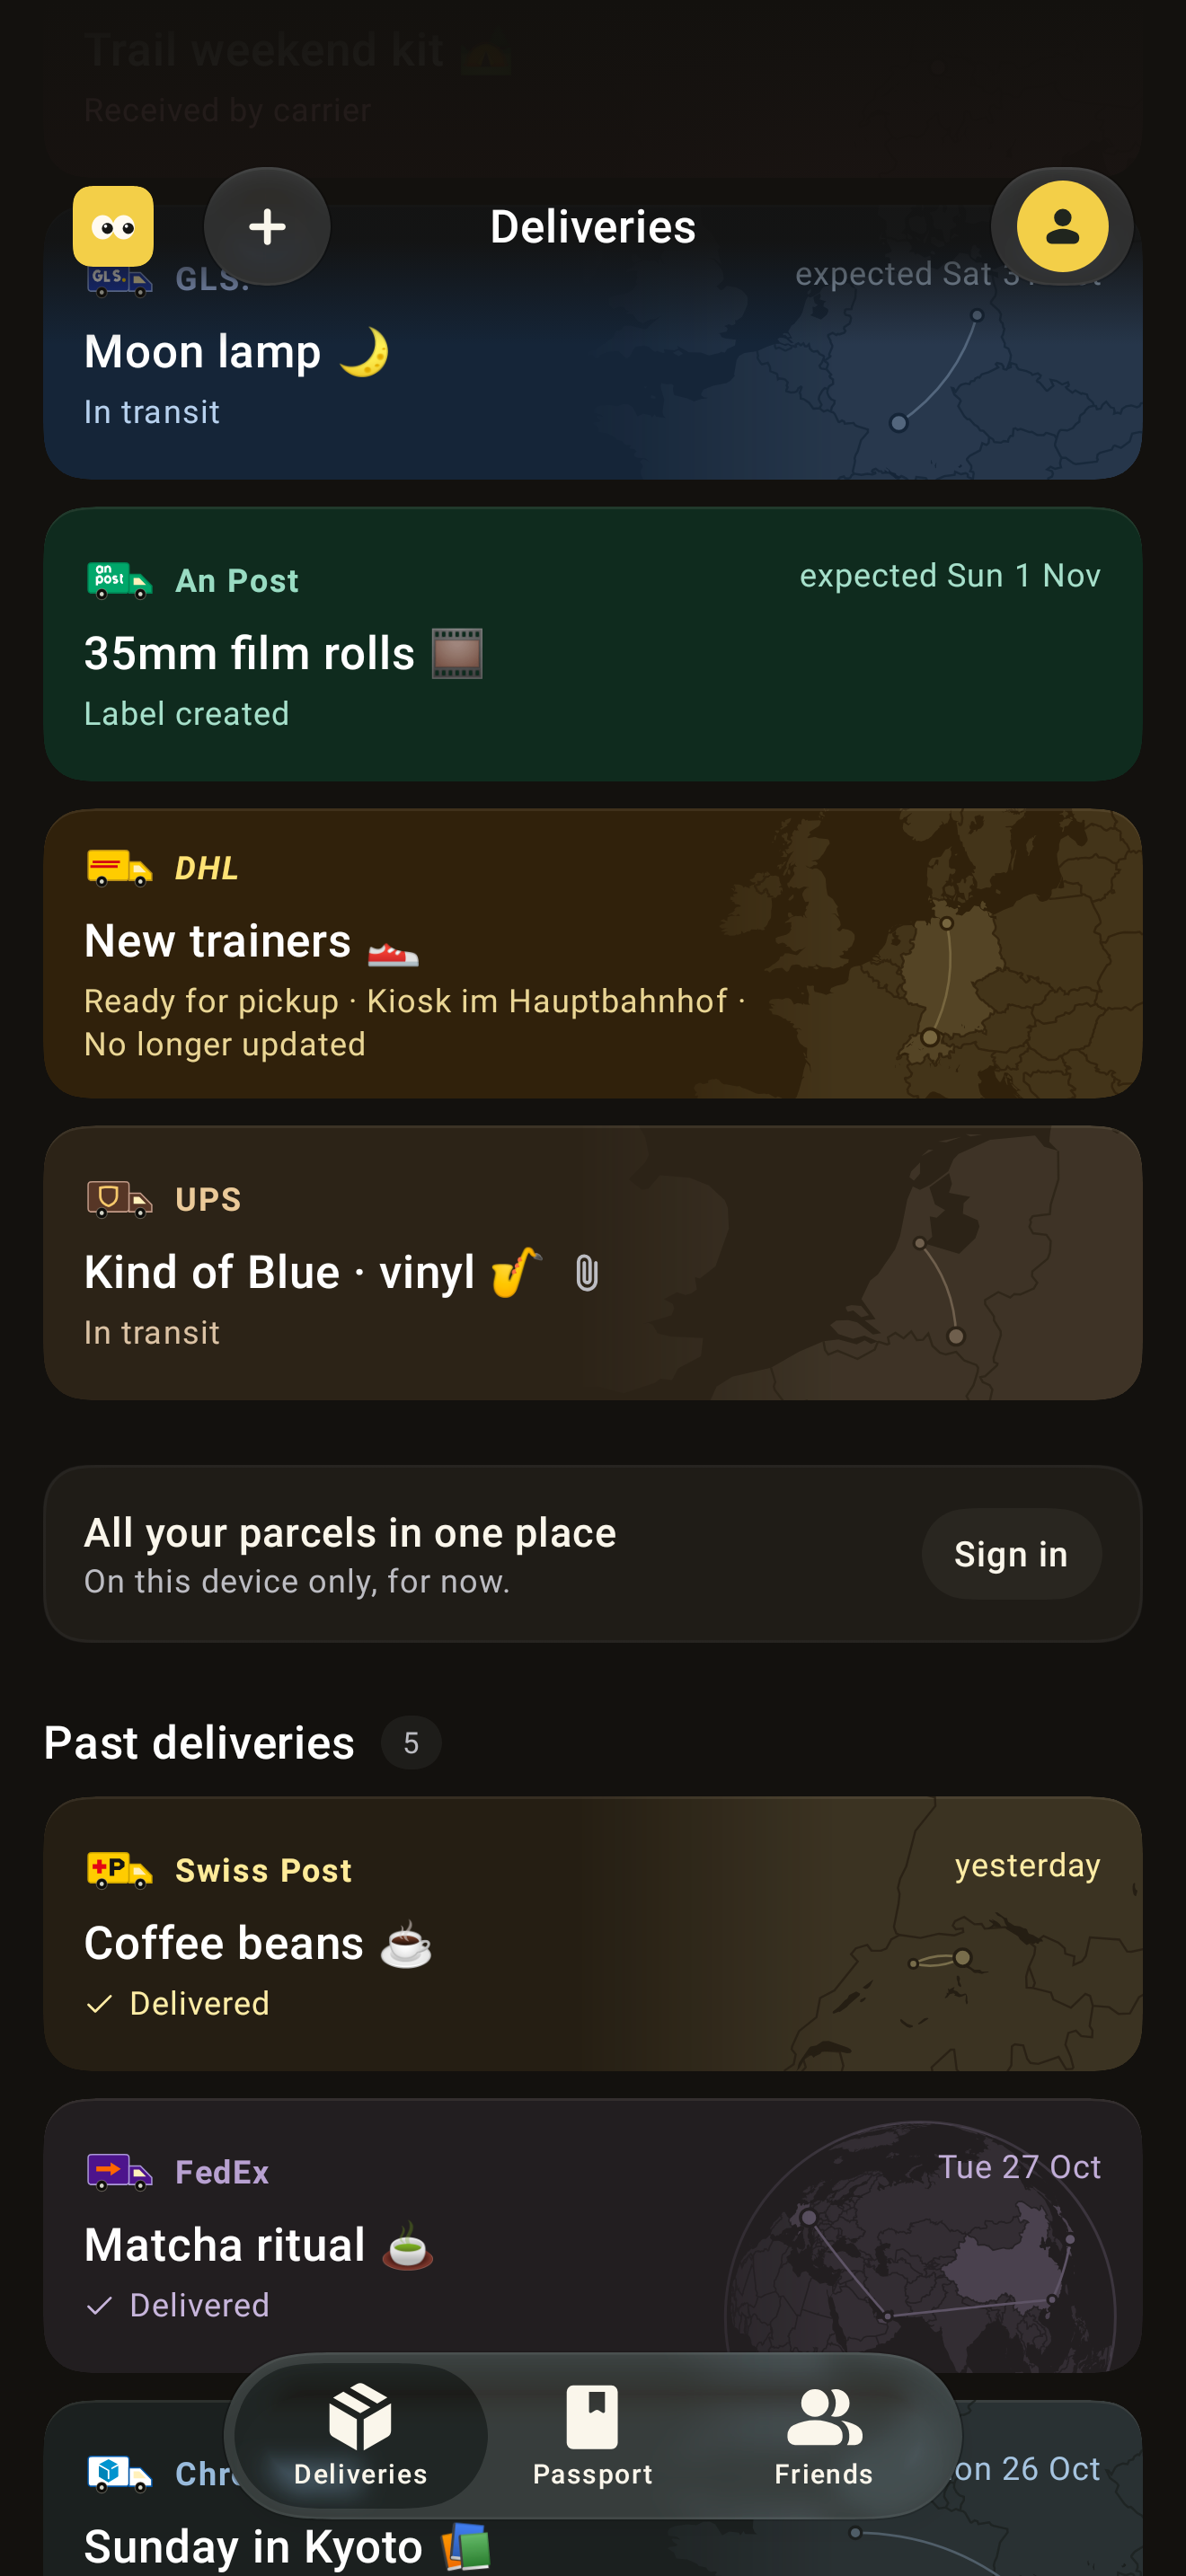 Trail weekend kit
Received by carrier
Deliveries
GLS.
GLS.
expected Sat
Moon lamp
In transit
an post
An Post
expected Sun 1 Nov
35mm film rolls
Label created
DHL
New trainers
Ready for pickup · Kiosk im Hauptbahnhof ·
No longer updated
UPS
Kind of Blue · vinyl
In transit
All your parcels in one place
On this device only, for now.
Sign in
Past deliveries 5
P
Swiss Post
yesterday
Coffee beans
Delivered
FedEx
Tue 27 Oct
Matcha ritual
Delivered
26 Oct
Sunday in Kyoto
Deliveries
Passport
Friends